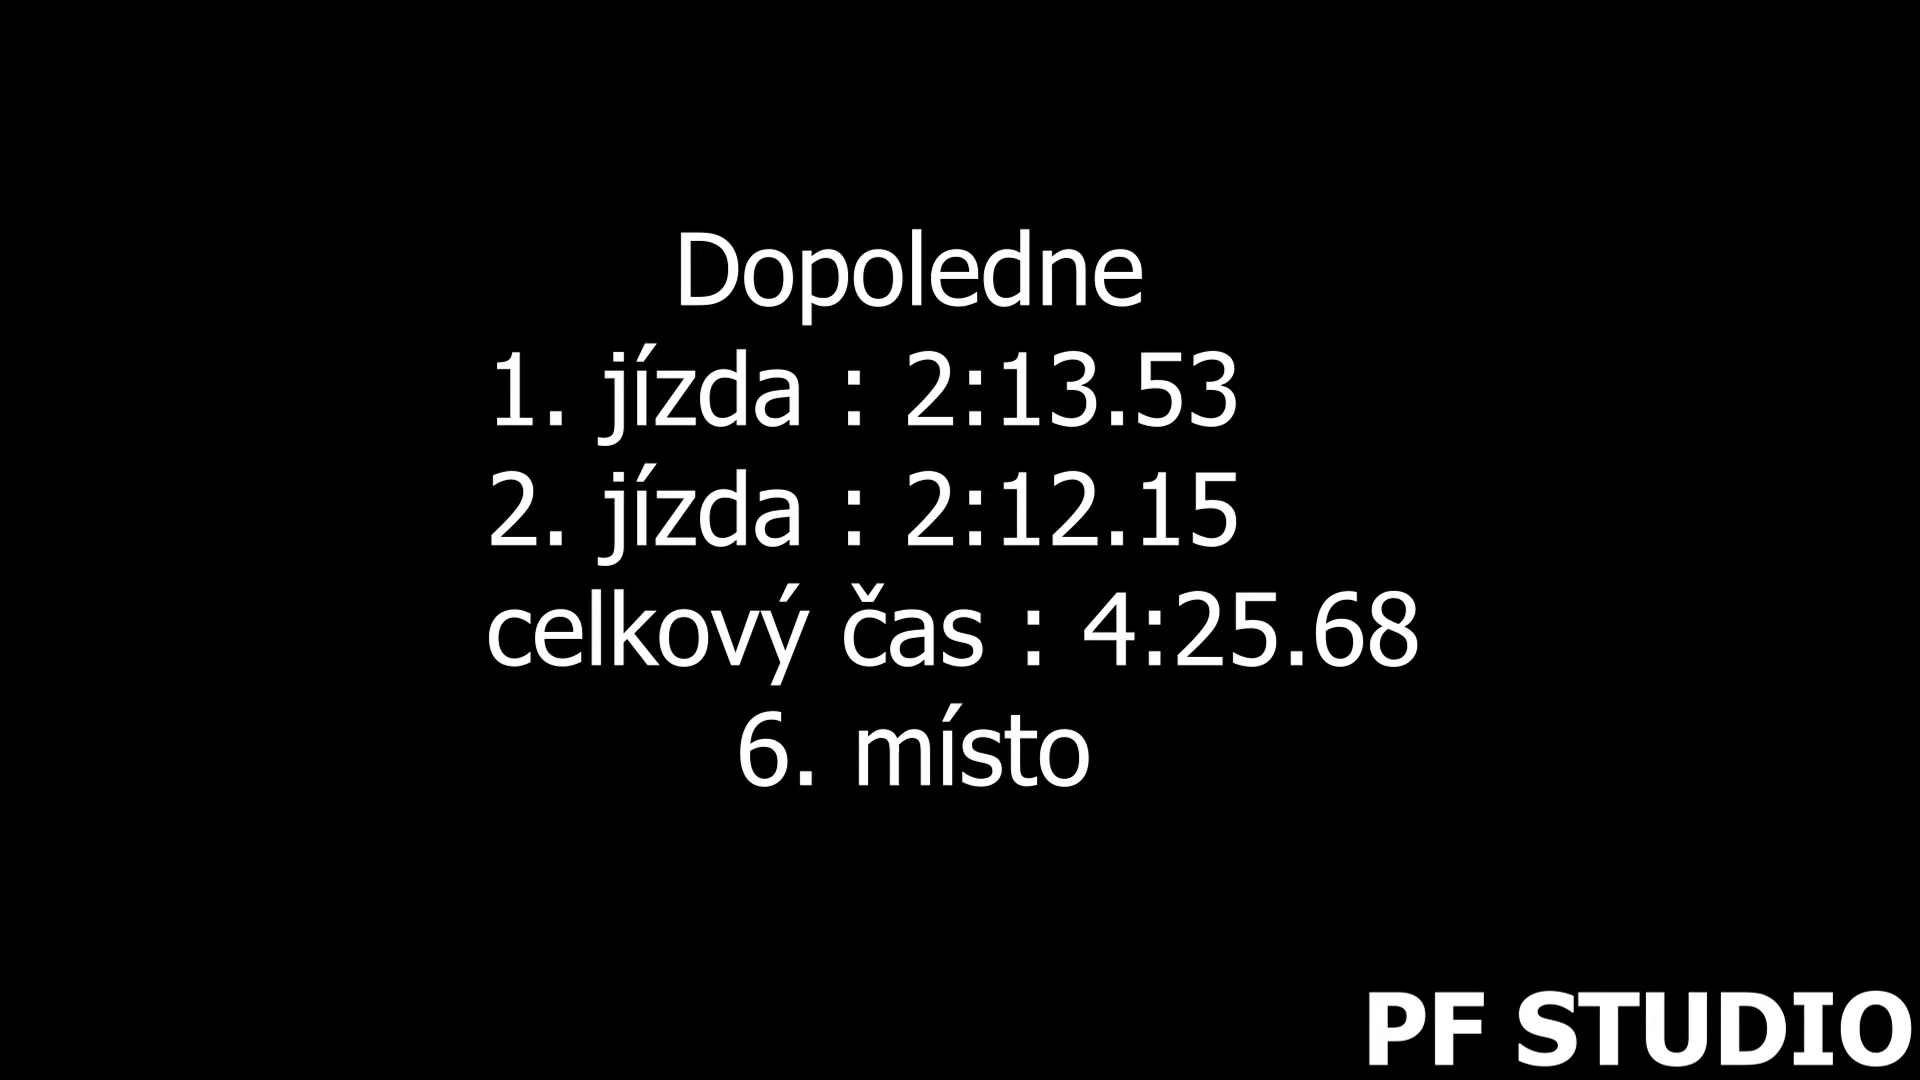 Dopoledne
1. jízda : 2:13.53
2. jízda : 2:12.15
celkový čas : 4:25.68
6. místo
PF STUDIO